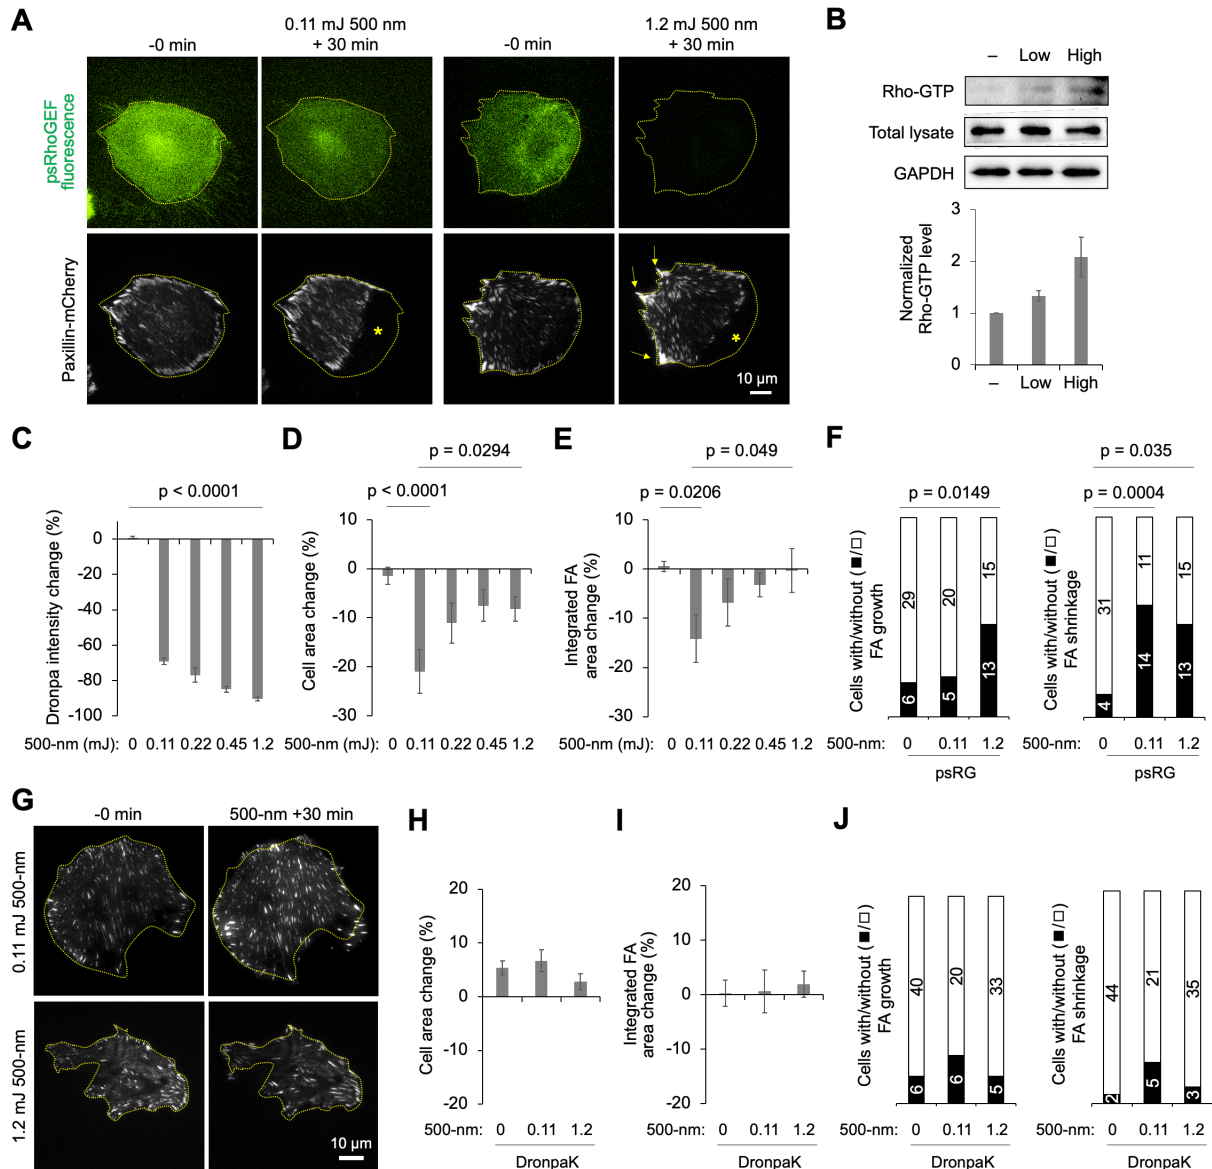 A
-0 min
0.11 mJ 500 nm
+ 30 min
-0 min
1.2 mJ 500 nm
+ 30 min
psRhoGEF
fluorescence
Paxillin-mCherry
*
*
10 µm
B
– Low High
Rho-GTP
Total lysate
GAPDH
Normalized
Rho-GTP level
3
2
1
0
– Low High
C
p < 0.0001
Dronpa intensity change (%)
0
-20
-40
-60
-80
-100
500-nm (mJ): 0 0.11 0.22 0.45 1.2
D
p = 0.0294
p < 0.0001
Cell area change (%)
10
0
-10
-20
-30
500-nm (mJ): 0 0.11 0.22 0.45 1.2
E
p = 0.049
p = 0.0206
Integrated FA
area change (%)
10
0
-10
-20
-30
500-nm (mJ): 0 0.11 0.22 0.45 1.2
F
p = 0.0149
Cells with/without (■/□)
FA growth
29 20 15
6 5 13
500-nm: 0 0.11 1.2
psRG
p = 0.035
p = 0.0004
Cells with/without (■/□)
FA shrinkage
31 11 15
4 14 13
500-nm: 0 0.11 1.2
psRG
G
-0 min
500-nm +30 min
0.11 mJ 500-nm
1.2 mJ 500-nm
10 µm
H
Cell area change (%)
20
10
0
-10
-20
500-nm: 0 0.11 1.2
DronpaK
I
Integrated FA
area change (%)
20
10
0
-10
-20
500-nm: 0 0.11 1.2
DronpaK
J
Cells with/without (■/□)
FA growth
40 20 33
6 6 5
500-nm: 0 0.11 1.2
DronpaK
Cells with/without (■/□)
FA shrinkage
44 21 35
2 5 3
500-nm: 0 0.11 1.2
DronpaK